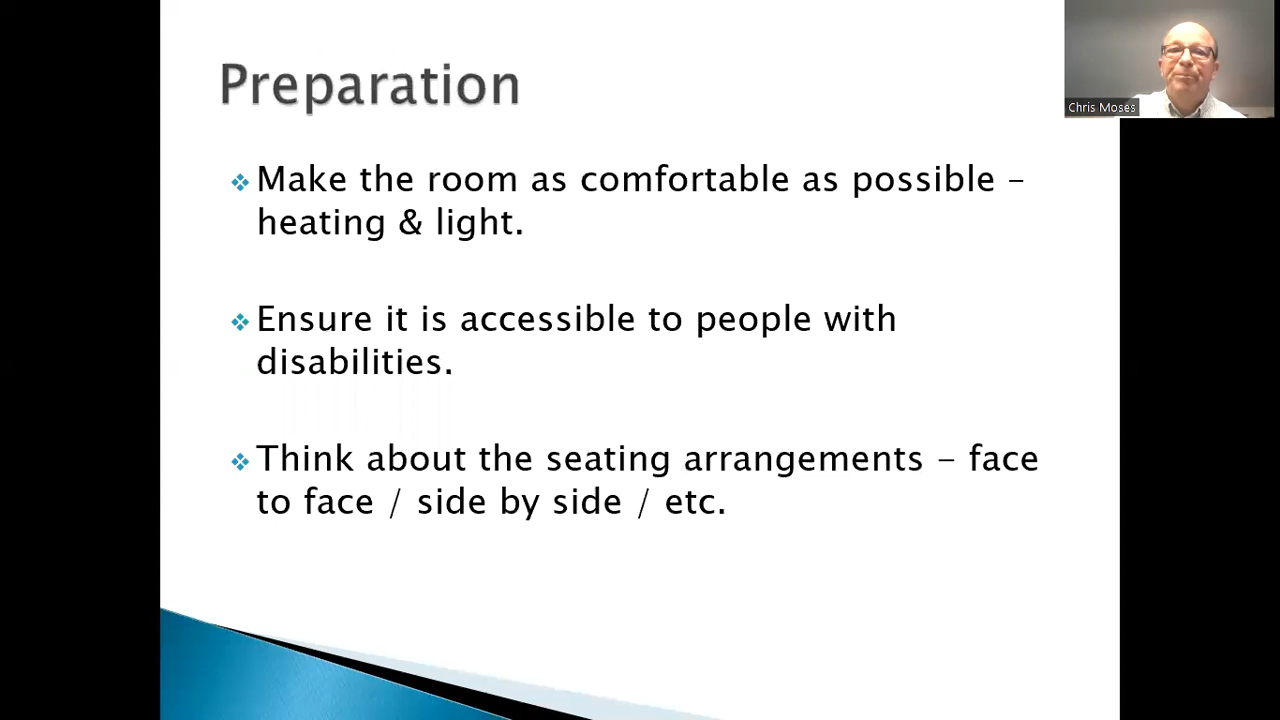 Preparation
Chris Moses
Make the room as comfortable as possible –
heating & light.
Ensure it is accessible to people with
disabilities.
Think about the seating arrangements – face
to face / side by side / etc.